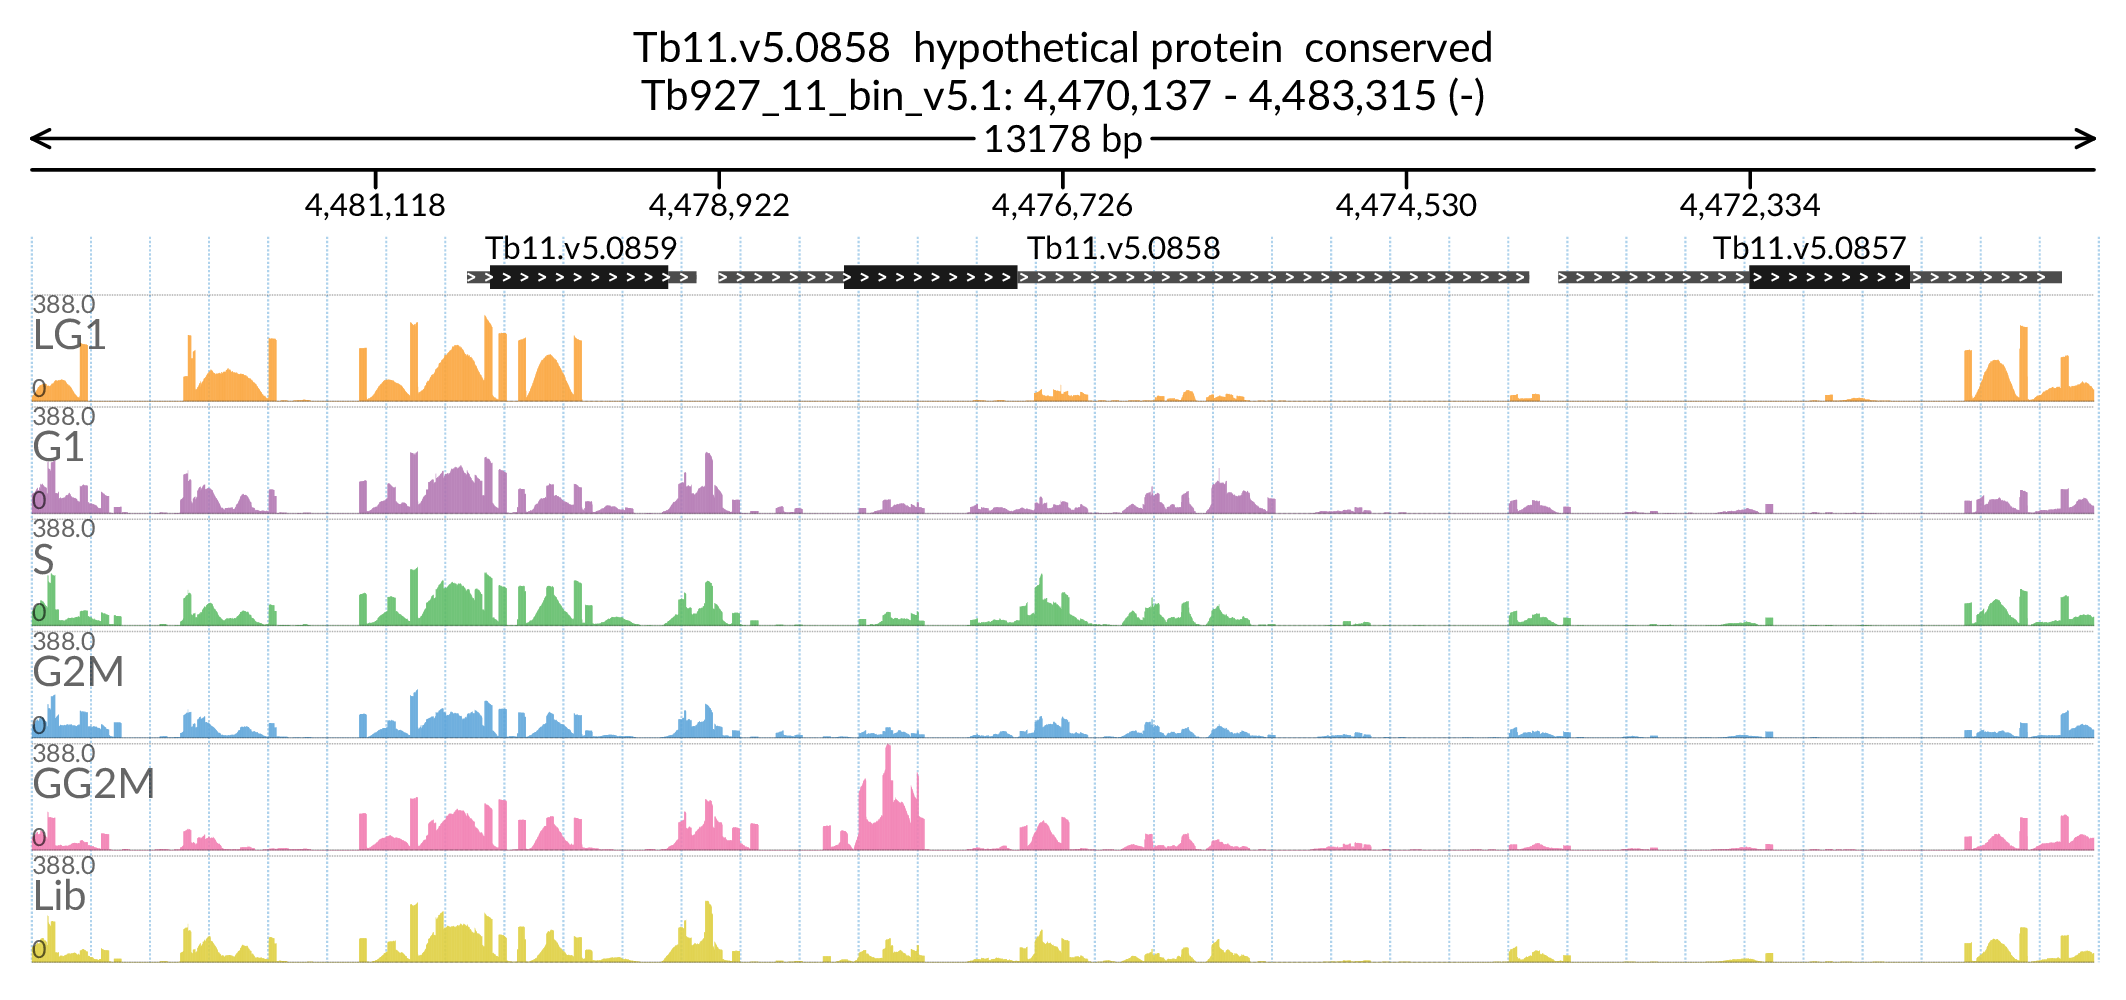 Tb11.v5.0858 hypothetical protein conserved
Tb927_11_bin_v5.1: 4,470,137 - 4,483,315 (-)
13178 bp
4,481,118 4,478,922 4,476,726 4,474,530 4,472,334
Tb11.v5.0859 Tb11.v5.0858 Tb11.v5.0857
388.0
LG1
0
388.0
G1
0
388.0
S
0
388.0
G2M
0
388.0
GG2M
0
388.0
Lib
0